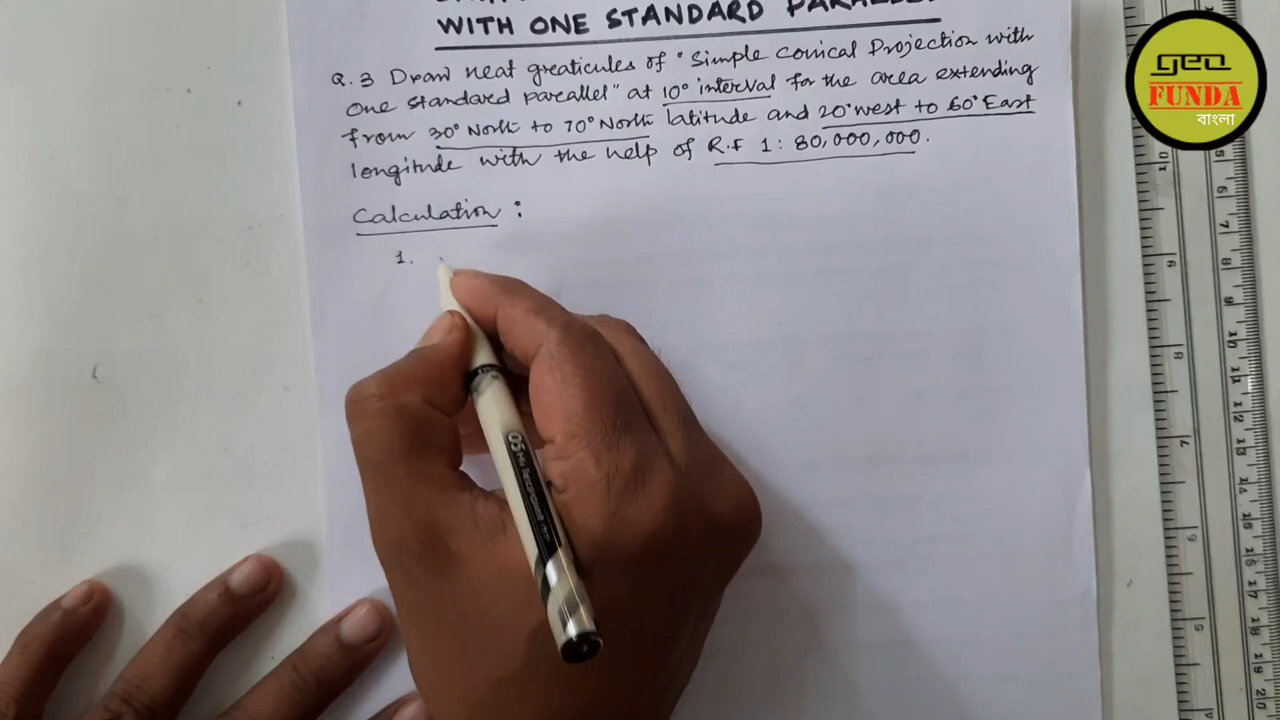 WITH ONE STANDARD PARALLEL
Q. 3 Draw neat greaticules of "Simple Conical Projection with
One standard parallel" at 10° interval for the area extending
from 30° North to 70° North latitude and 20° West to 60° East
longitude with the help of R.F 1: 80,000,000.
Calculation :
1.
GEO
FUNDA
বাংলা